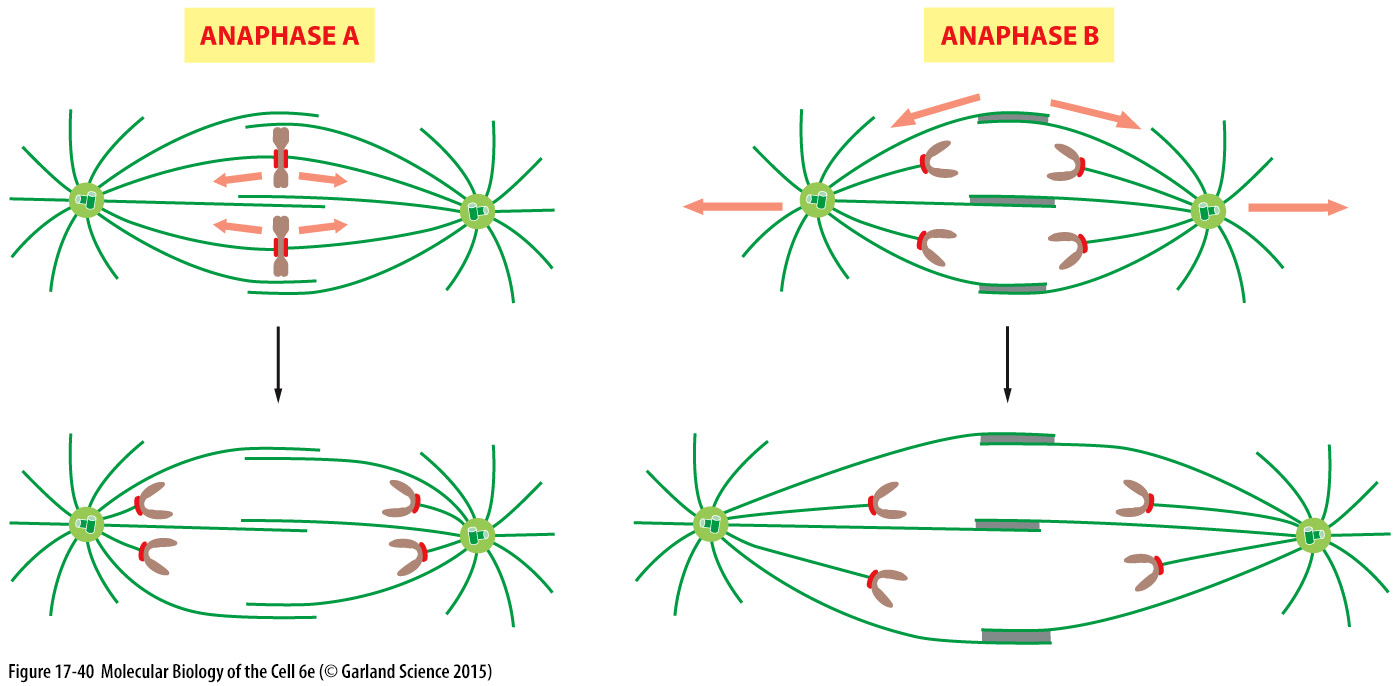 ANAPHASE A
ANAPHASE B
Figure 17-40 Molecular Biology of the Cell 6e (© Garland Science 2015)